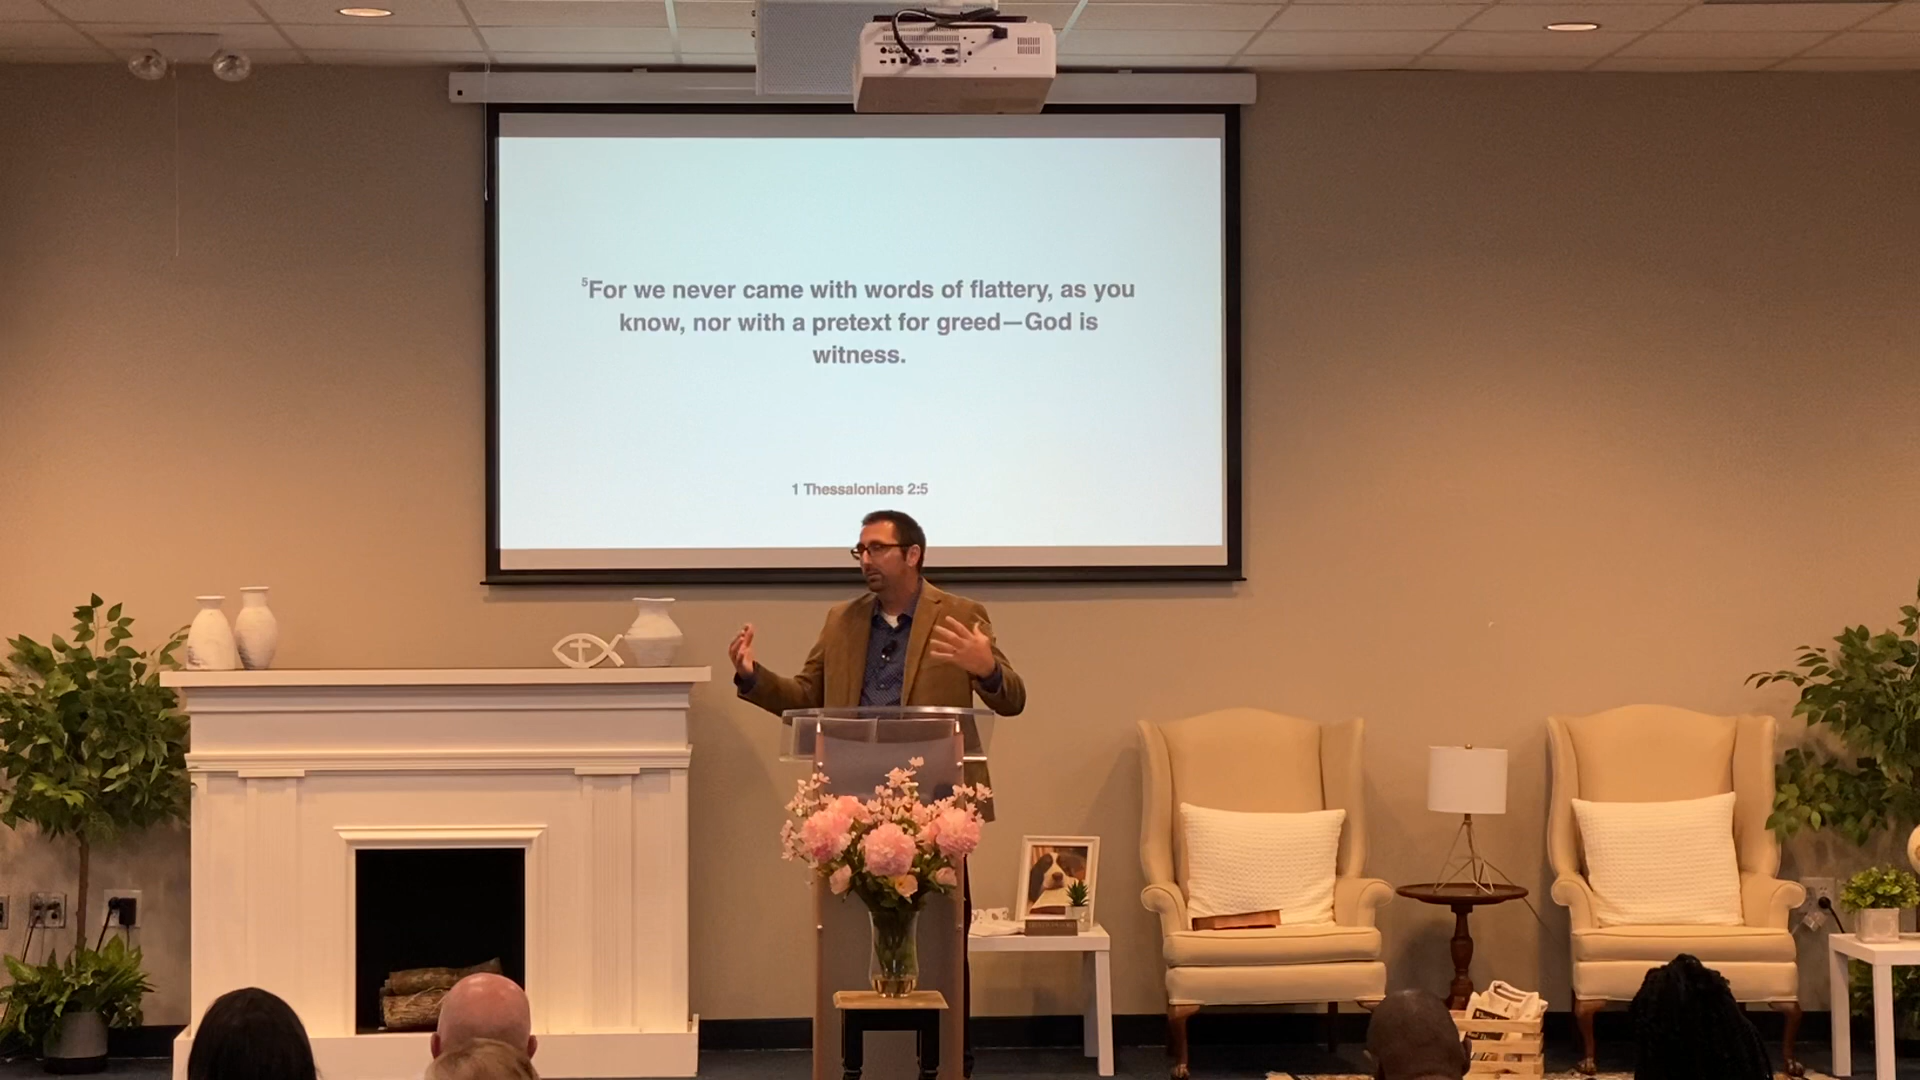 ⁵For we never came with words of flattery, as you
know, nor with a pretext for greed—God is
witness.
1 Thessalonians 2:5